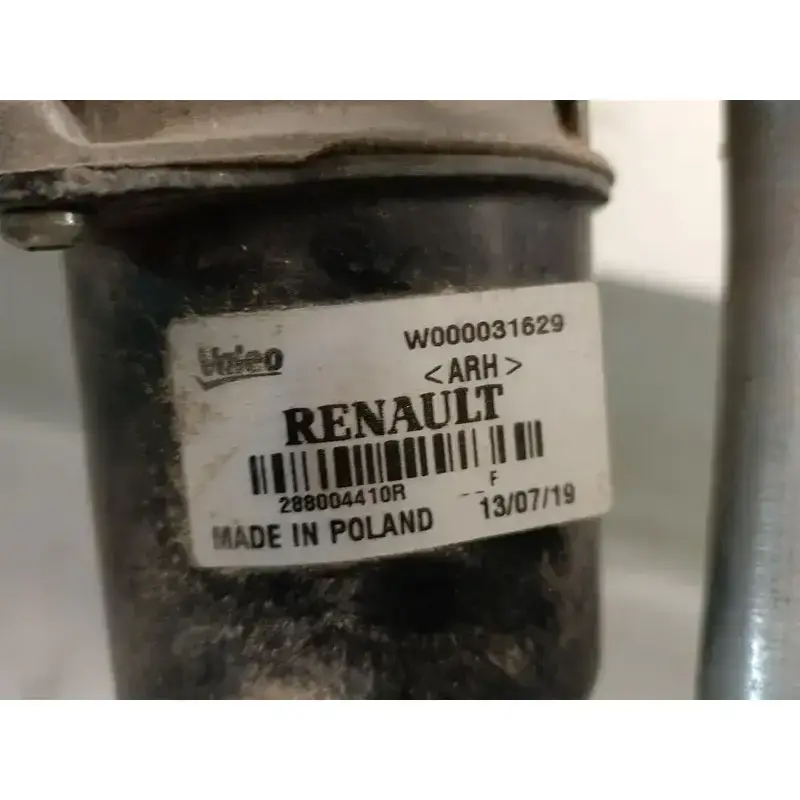 Valeo
W000031629
<ARH>
RENAULT
288004410R
F
13/07/19
MADE IN POLAND